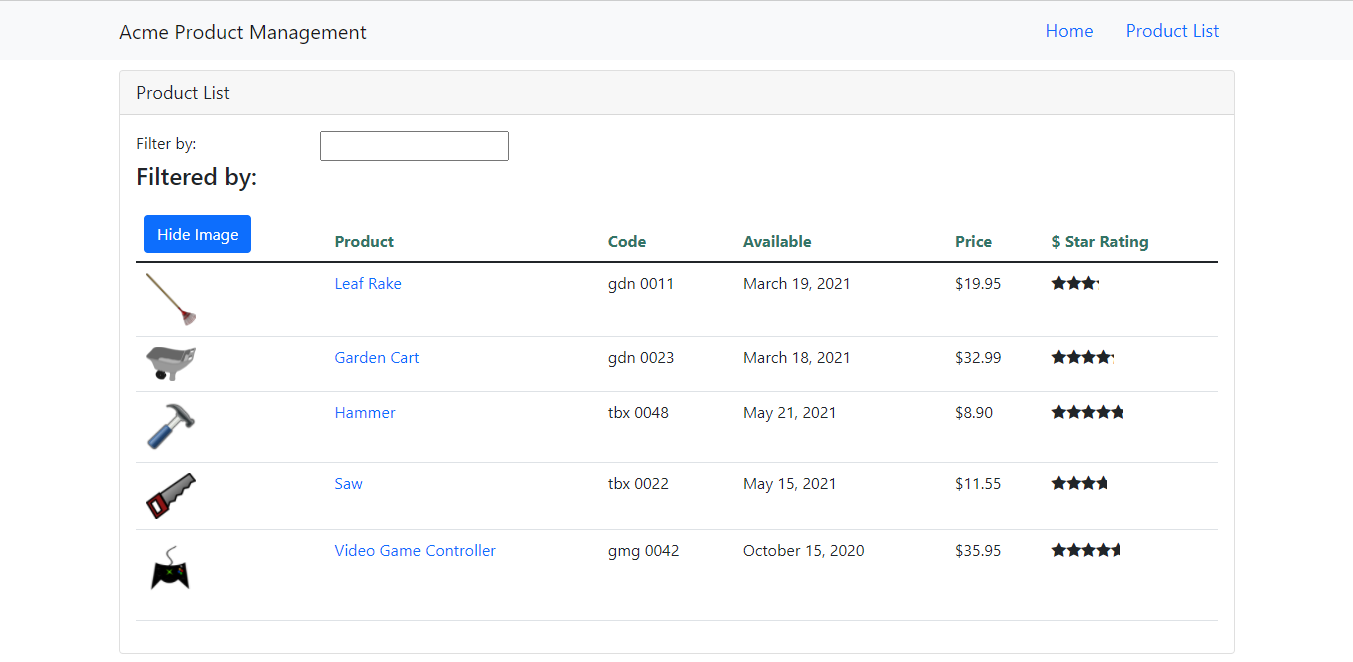 Acme Product Management Home Product List
Product List
Filter by:
Filtered by:
Hide Image Product Code Available Price $ Star Rating
Leaf Rake gdn 0011 March 19, 2021 $19.95
Garden Cart gdn 0023 March 18, 2021 $32.99
Hammer tbx 0048 May 21, 2021 $8.90
Saw tbx 0022 May 15, 2021 $11.55
Video Game Controller gmg 0042 October 15, 2020 $35.95